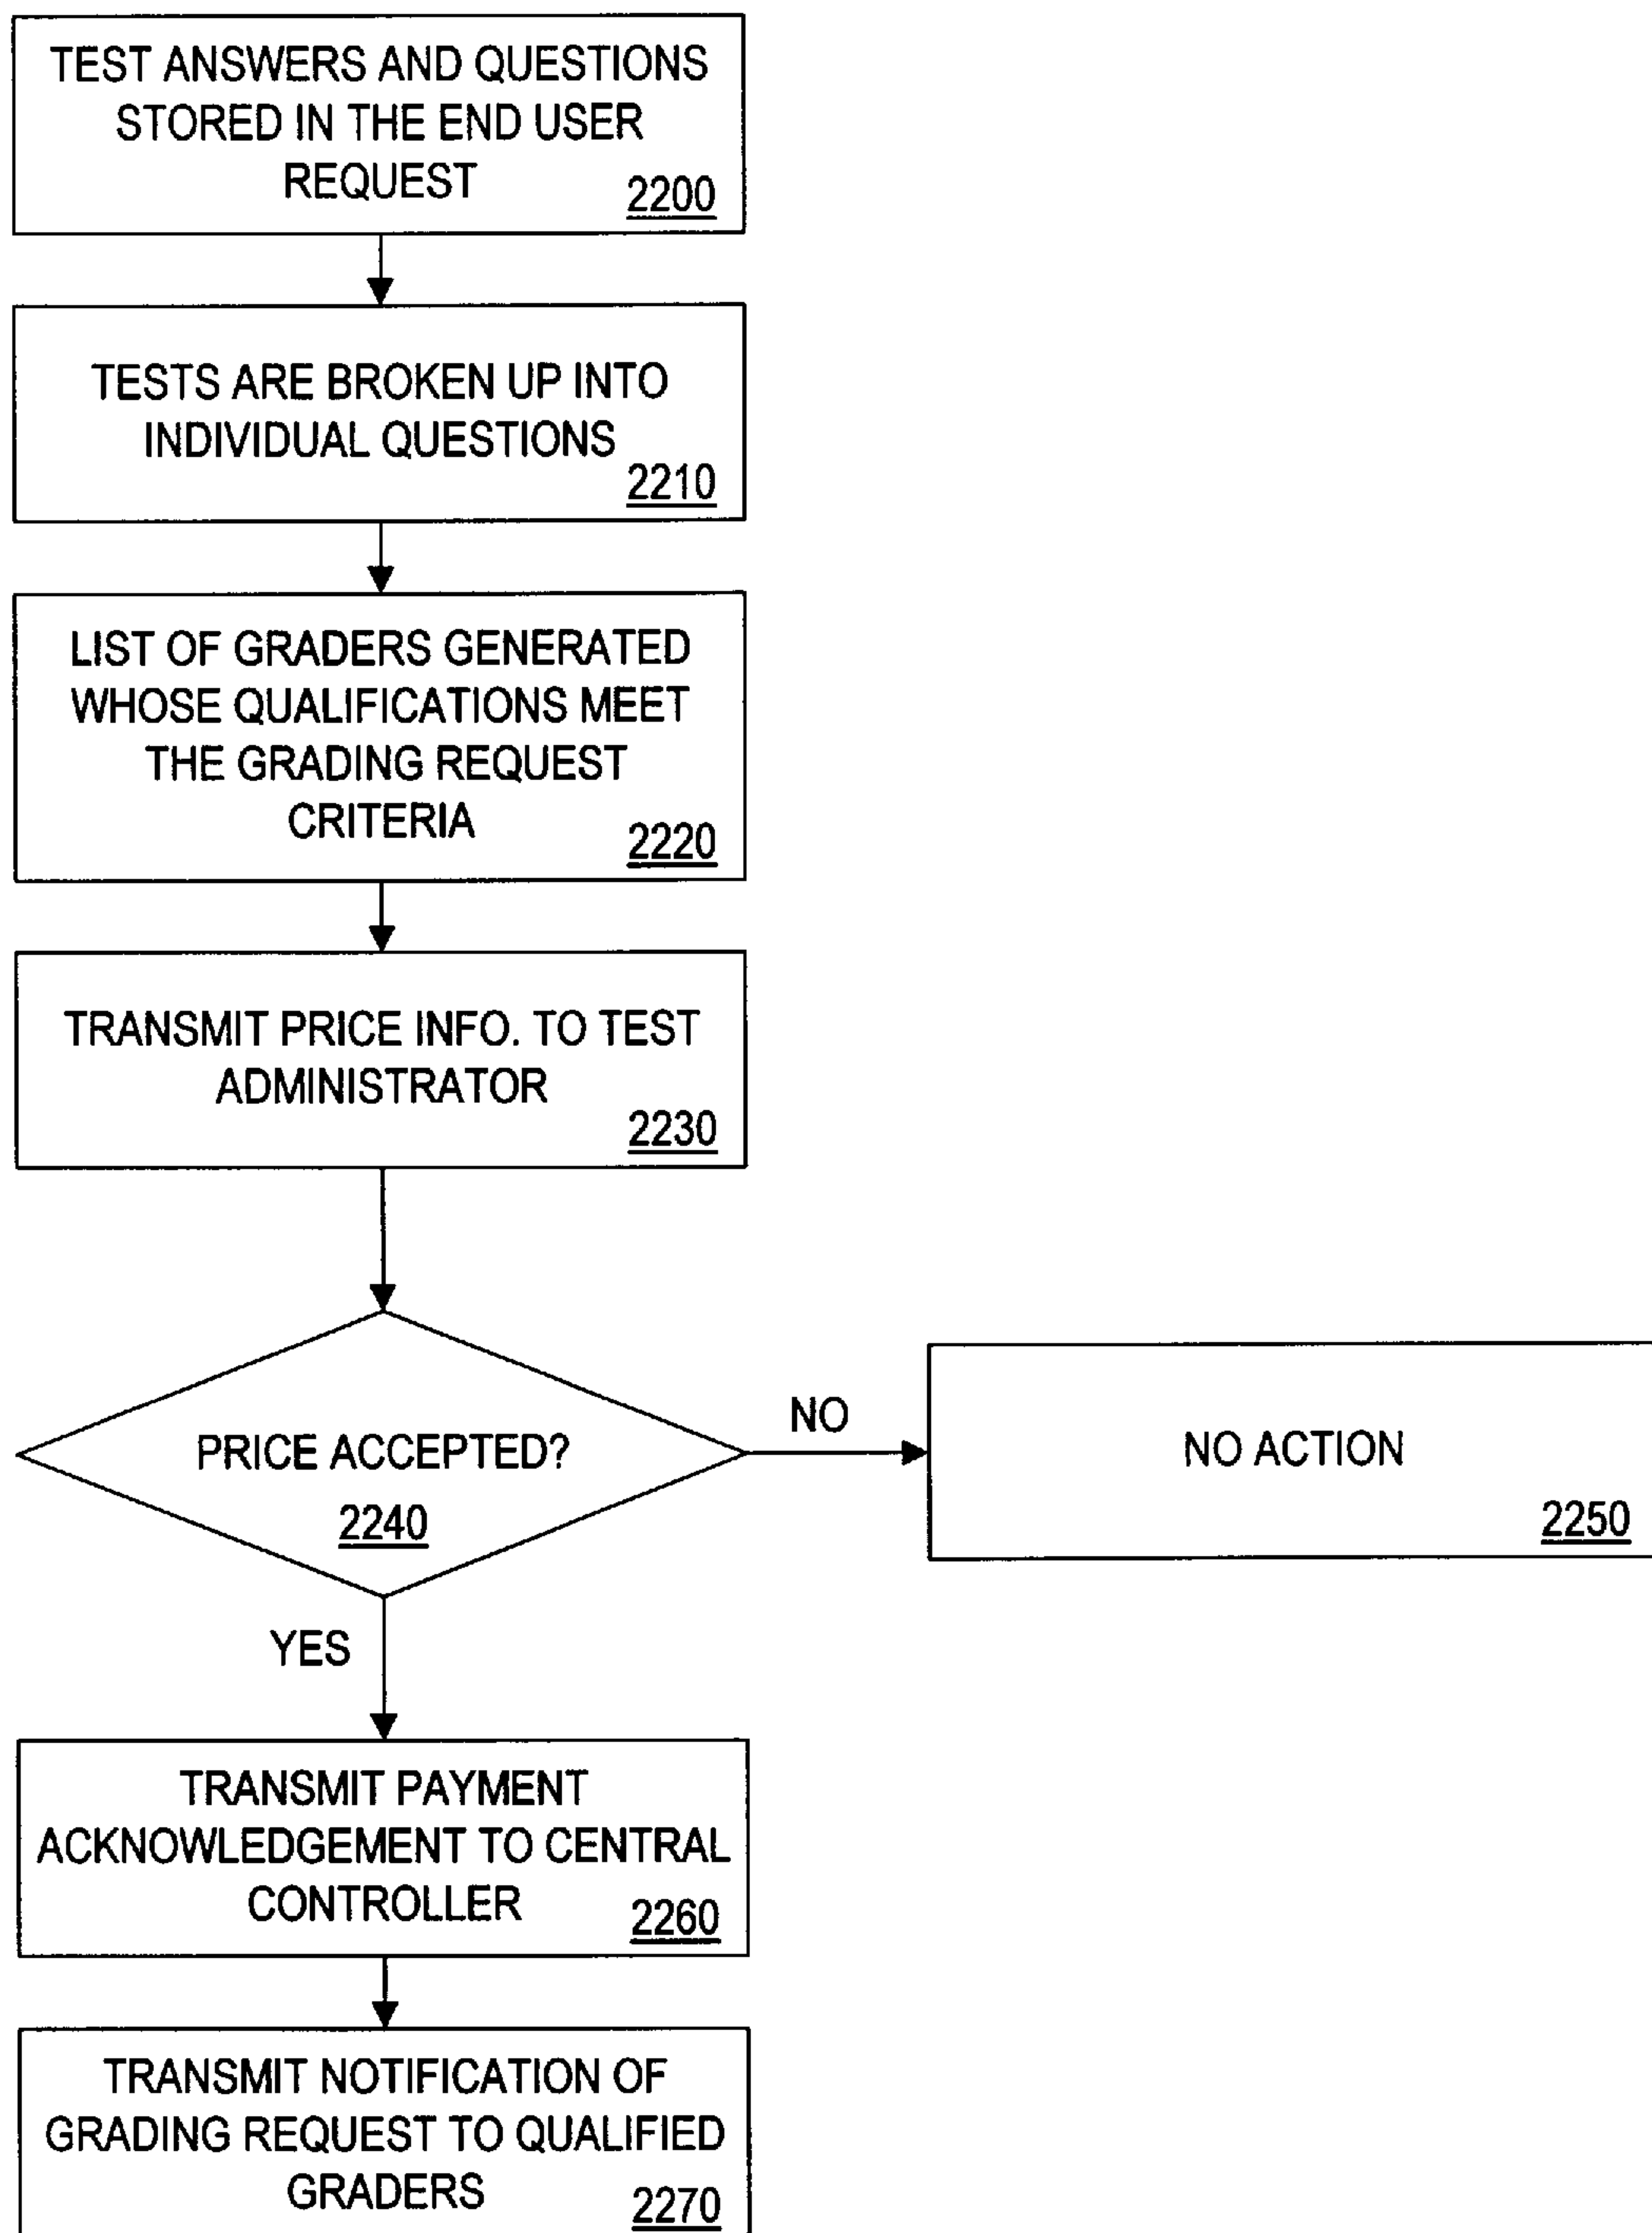 TEST ANSWERS AND QUESTIONS
STORED IN THE END USER
REQUEST
2200
TESTS ARE BROKEN UP INTO
INDIVIDUAL QUESTIONS
2210
LIST OF GRADERS GENERATED
WHOSE QUALIFICATIONS MEET
THE GRADING REQUEST
CRITERIA
2220
TRANSMIT PRICE INFO. TO TEST
ADMINISTRATOR
2230
PRICE ACCEPTED?
2240
NO
NO ACTION
2250
YES
TRANSMIT PAYMENT
ACKNOWLEDGEMENT TO CENTRAL
CONTROLLER
2260
TRANSMIT NOTIFICATION OF
GRADING REQUEST TO QUALIFIED
GRADERS
2270